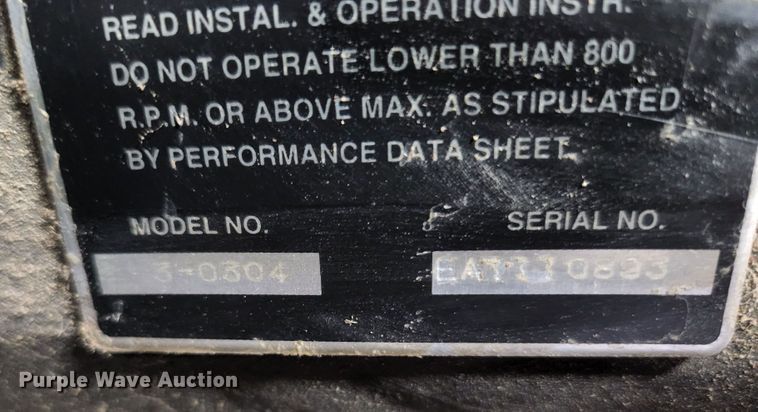 READ INSTAL. & OPERATION INSTR.
DO NOT OPERATE LOWER THAN 800
R.P.M. OR ABOVE MAX. AS STIPULATED
BY PERFORMANCE DATA SHEET.
MODEL NO. SERIAL NO.
3-0304
Purple Wave Auction